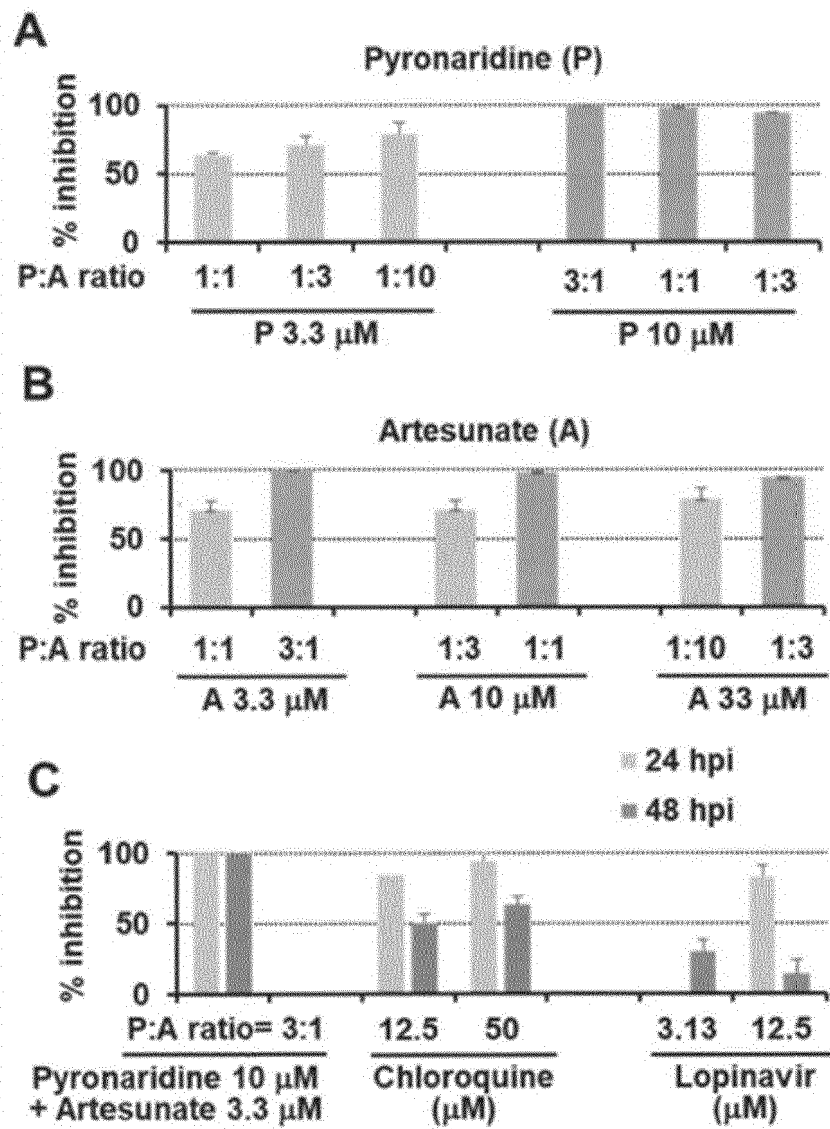 A
Pyronaridine (P)
% inhibition
100
50
0
P:A ratio 1:1 1:3 1:10 3:1 1:1 1:3
P 3.3 μM P 10 μM
B
Artesunate (A)
% inhibition
100
50
0
P:A ratio 1:1 3:1 1:3 1:1 1:10 1:3
A 3.3 μM A 10 μM A 33 μM
24 hpi
48 hpi
C
% inhibition
100
50
0
P:A ratio= 3:1 12.5 50 3.13 12.5
Pyronaridine 10 μM Chloroquine Lopinavir
+ Artesunate 3.3 μM (μM) (μM)